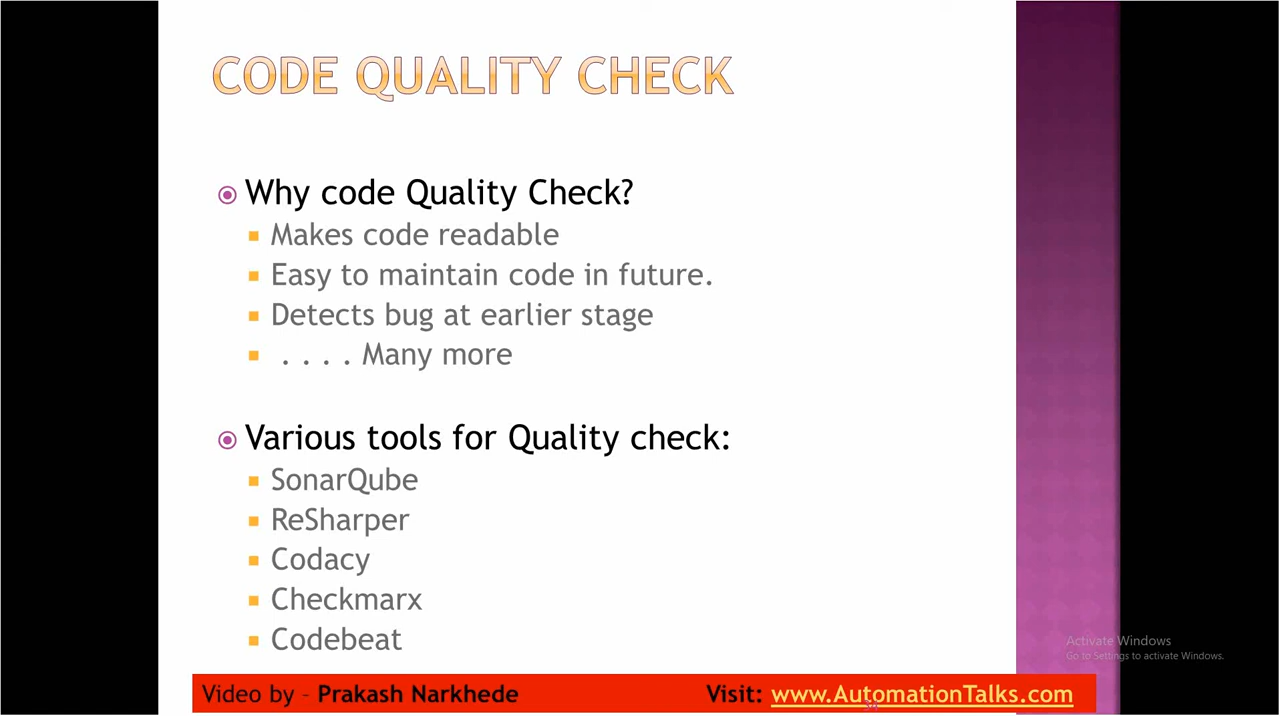 CODE QUALITY CHECK
Why code Quality Check?
Makes code readable
Easy to maintain code in future.
Detects bug at earlier stage
. . . . Many more
Various tools for Quality check:
SonarQube
ReSharper
Codacy
Checkmarx
Codebeat
Activate Windows
Go to Settings to activate Windows.
Video by - Prakash Narkhede Visit: www.AutomationTalks.com